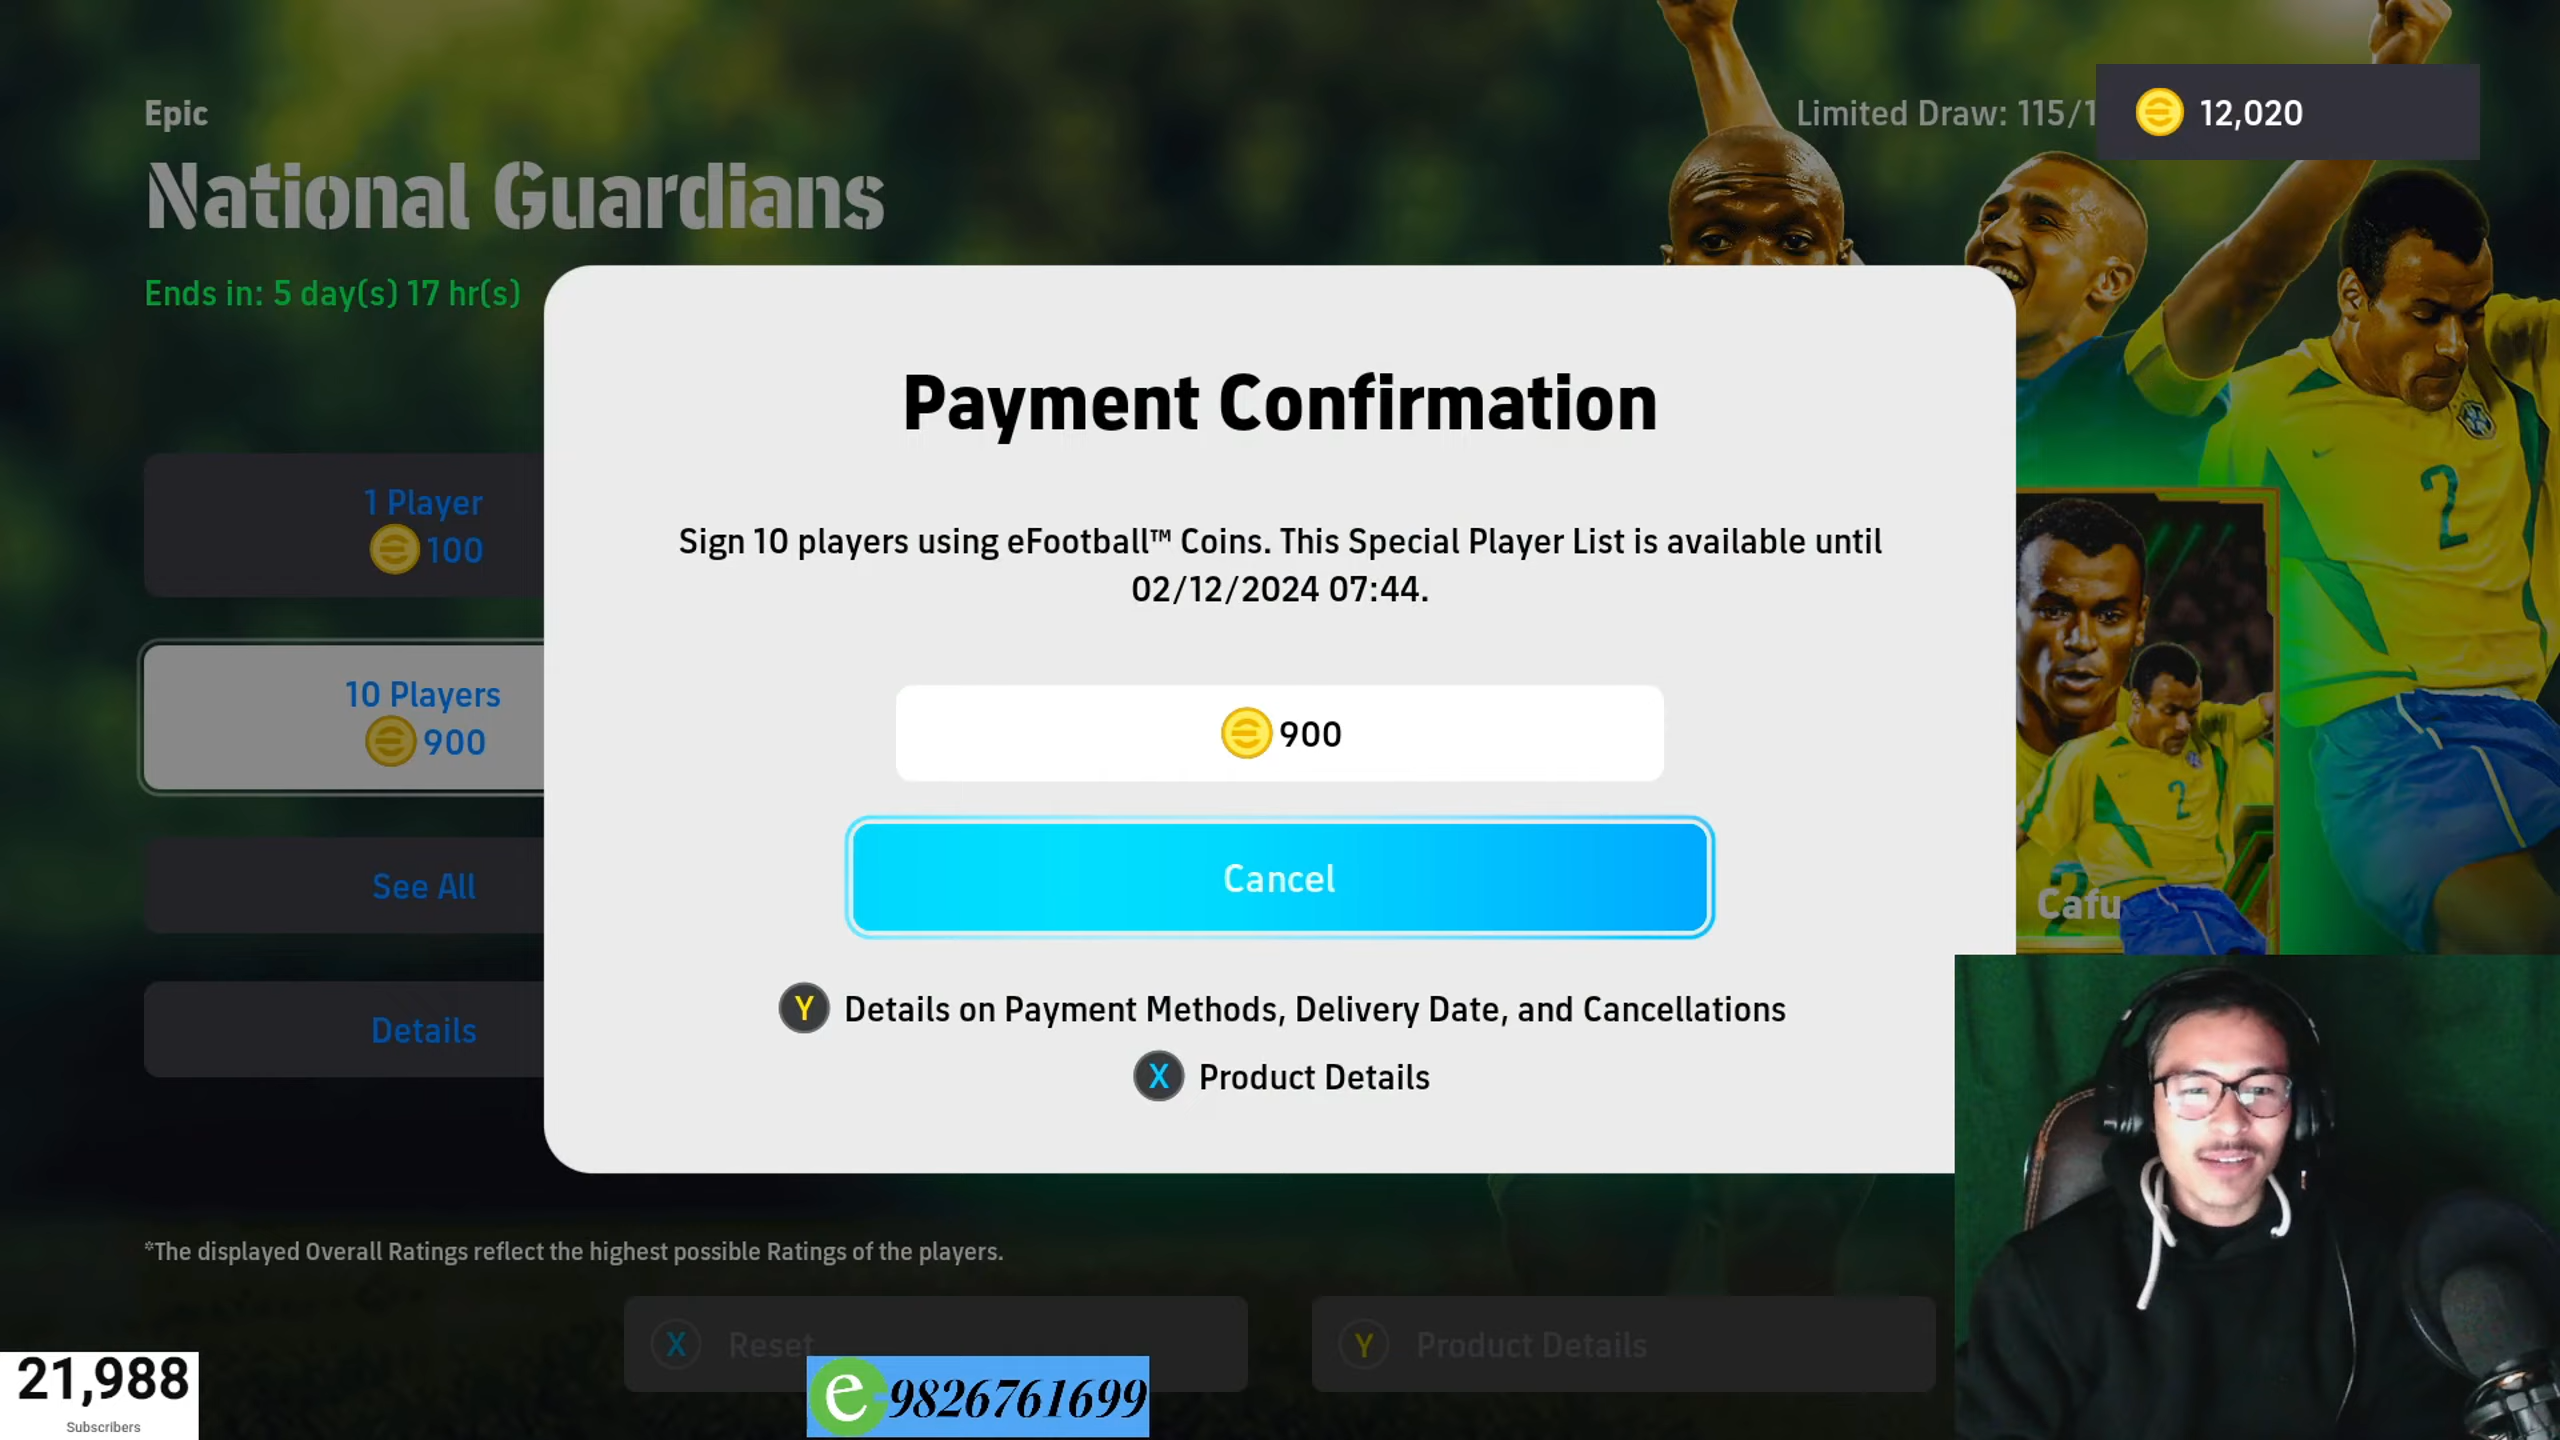 Epic
Limited Draw: 115/1
12,020
National Guardians
Ends in: 5 day(s) 17 hr(s)
Payment Confirmation
Sign 10 players using eFootball™ Coins. This Special Player List is available until
02/12/2024 07:44.
1 Player
100
10 Players
900
See All
Details
900
Cancel
Y Details on Payment Methods, Delivery Date, and Cancellations
X Product Details
2
2
2
Cafu
*The displayed Overall Ratings reflect the highest possible Ratings of the players.
X Reset
Y Product Details
21,988
Subscribers
e 9826761699